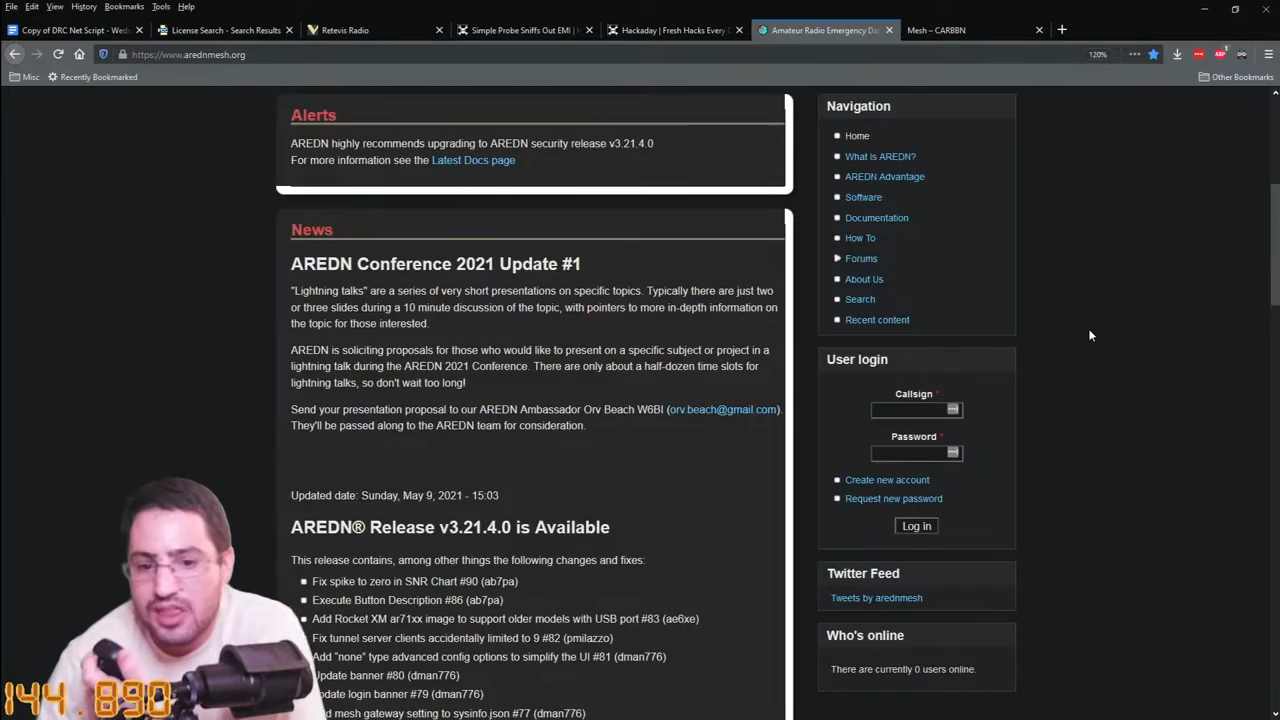 File Edit View History Bookmarks Tools Help
Copy of DRC Net Script - Wed
License Search - Search Results
Retevis Radio
Simple Probe Sniffs Out EMI |
Hackaday | Fresh Hacks Every
Amateur Radio Emergency Da
Mesh – CARBBN
https://www.arednmesh.org
120%
Misc
Recently Bookmarked
Other Bookmarks
Alerts
AREDN highly recommends upgrading to AREDN security release v3.21.4.0
For more information see the Latest Docs page
News
AREDN Conference 2021 Update #1
"Lightning talks" are a series of very short presentations on specific topics. Typically there are just two
or three slides during a 10 minute discussion of the topic, with pointers to more in-depth information on
the topic for those interested.
AREDN is soliciting proposals for those who would like to present on a specific subject or project in a
lightning talk during the AREDN 2021 Conference. There are only about a half-dozen time slots for
lightning talks, so don't wait too long!
Send your presentation proposal to our AREDN Ambassador Orv Beach W6BI (orv.beach@gmail.com).
They'll be passed along to the AREDN team for consideration.
Updated date: Sunday, May 9, 2021 - 15:03
AREDN® Release v3.21.4.0 is Available
This release contains, among other things the following changes and fixes:
Fix spike to zero in SNR Chart #90 (ab7pa)
Execute Button Description #86 (ab7pa)
Add Rocket XM ar71xx image to support older models with USB port #83 (ae6xe)
Fix tunnel server clients accidentally limited to 9 #82 (pmilazzo)
Add "none" type advanced config options to simplify the UI #81 (dman776)
pdate banner #80 (dman776)
pdate login banner #79 (dman776)
d mesh gateway setting to sysinfo.json #77 (dman776)
Navigation
Home
What Is AREDN?
AREDN Advantage
Software
Documentation
How To
Forums
About Us
Search
Recent content
User login
Callsign *
Password *
Create new account
Request new password
Log in
Twitter Feed
Tweets by arednmesh
Who's online
There are currently 0 users online.
144.890